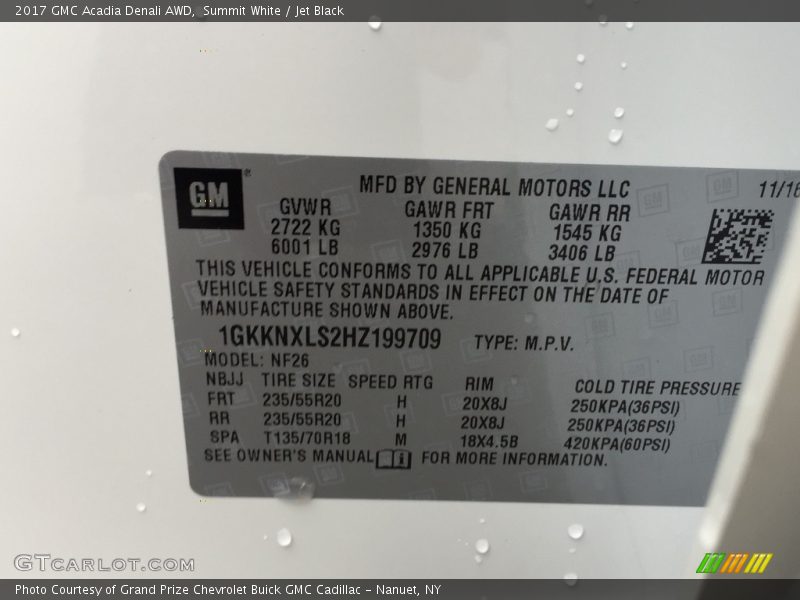 2017 GMC Acadia Denali AWD, Summit White / Jet Black
GM
MFD BY GENERAL MOTORS LLC
11/16
GVWR GAWR FRT GAWR RR
2722 KG 1350 KG 1545 KG
6001 LB 2976 LB 3406 LB
THIS VEHICLE CONFORMS TO ALL APPLICABLE U.S. FEDERAL MOTOR
VEHICLE SAFETY STANDARDS IN EFFECT ON THE DATE OF
MANUFACTURE SHOWN ABOVE.
1GKKNXLS2HZ199709 TYPE: M.P.V.
MODEL: NF26
NBJJ TIRE SIZE SPEED RTG RIM COLD TIRE PRESSURE
FRT 235/55R20 H 20X8J 250KPA(36PSI)
RR 235/55R20 H 20X8J 250KPA(36PSI)
SPA T135/70R18 M 18X4.5B 420KPA(60PSI)
SEE OWNER'S MANUAL FOR MORE INFORMATION.
GTCARLOT.COM
Photo Courtesy of Grand Prize Chevrolet Buick GMC Cadillac – Nanuet, NY